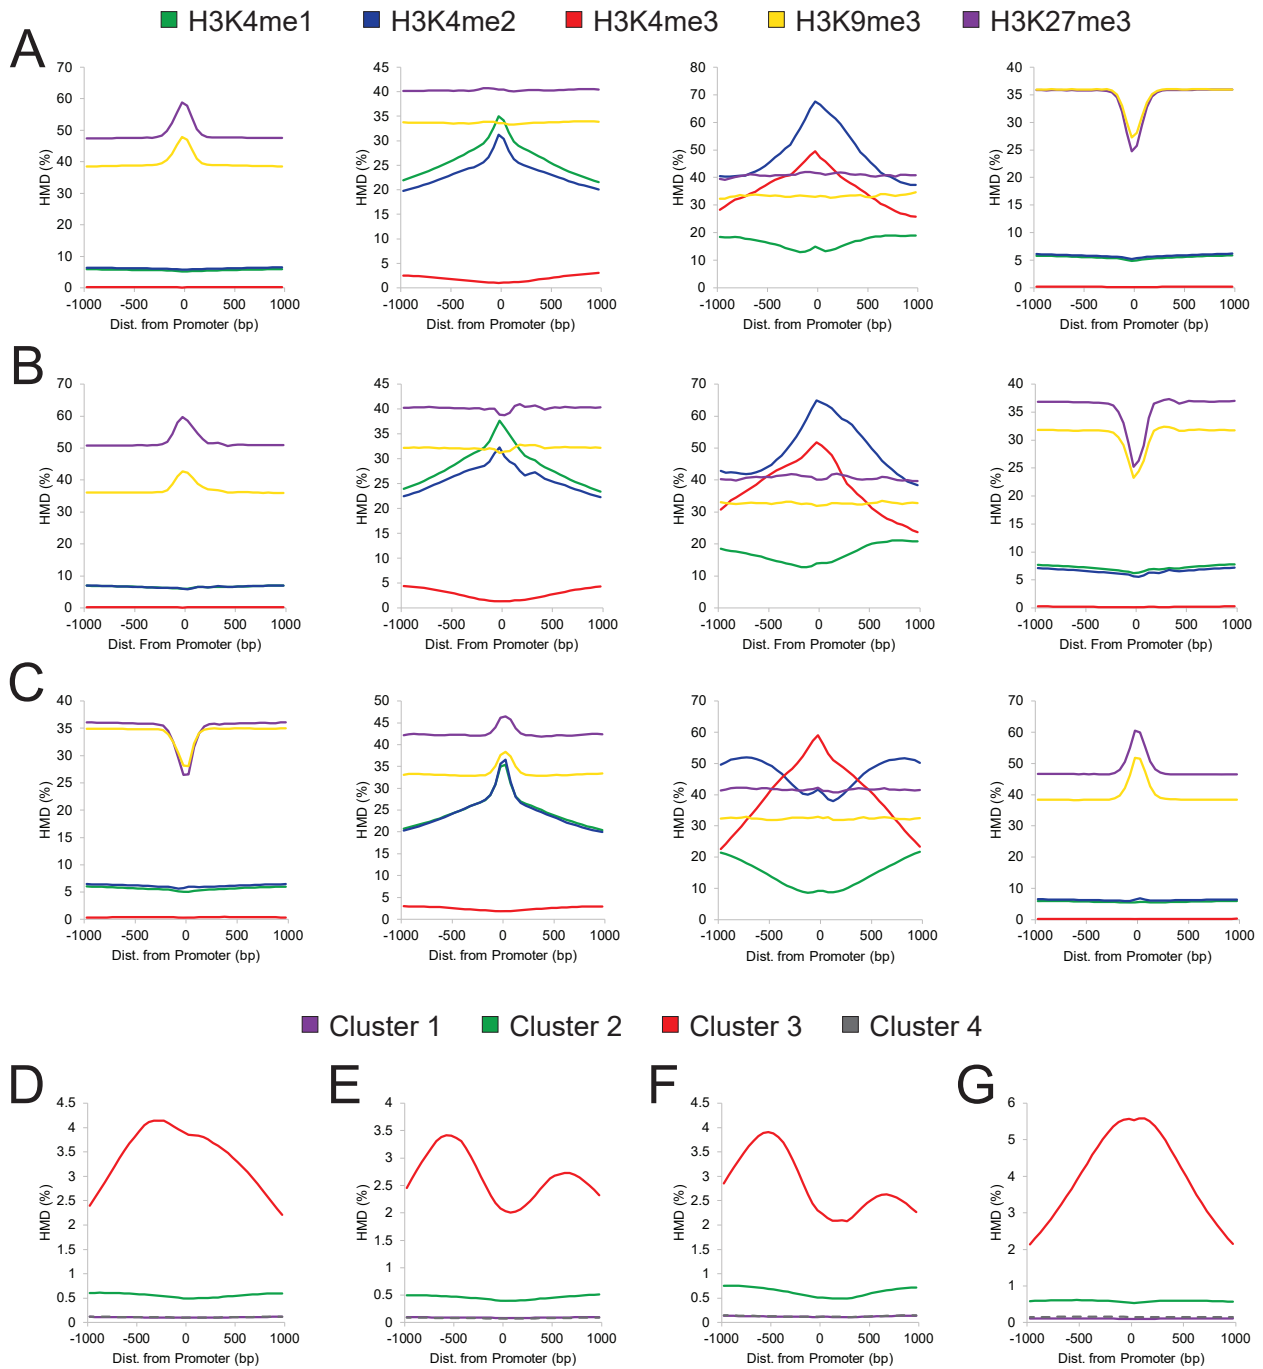 H3K4me1 H3K4me2 H3K4me3 H3K9me3 H3K27me3
A
HMD (%)
70
60
50
40
30
20
10
0
-1000 -500 0 500 1000
Dist. from Promoter (bp)
HMD (%)
45
40
35
30
25
20
15
10
5
0
-1000 -500 0 500 1000
Dist. from Promoter (bp)
HMD (%)
80
70
60
50
40
30
20
10
0
-1000 -500 0 500 1000
Dist. from Promoter (bp)
HMD (%)
40
35
30
25
20
15
10
5
0
-1000 -500 0 500 1000
Dist. from Promoter (bp)
B
HMD (%)
70
60
50
40
30
20
10
0
-1000 -500 0 500 1000
Dist. From Promoter (bp)
HMD (%)
45
40
35
30
25
20
15
10
5
0
-1000 -500 0 500 1000
Dist. From Promoter (bp)
HMD (%)
70
60
50
40
30
20
10
0
-1000 -500 0 500 1000
Dist. From Promoter (bp)
HMD (%)
40
35
30
25
20
15
10
5
0
-1000 -500 0 500 1000
Dist. From Promoter (bp)
C
HMD (%)
40
35
30
25
20
15
10
5
0
-1000 -500 0 500 1000
Dist. from Promoter (bp)
HMD (%)
50
45
40
35
30
25
20
15
10
5
0
-1000 -500 0 500 1000
Dist. from Promoter (bp)
HMD (%)
70
60
50
40
30
20
10
0
-1000 -500 0 500 1000
Dist. from Promoter (bp)
HMD (%)
70
60
50
40
30
20
10
0
-1000 -500 0 500 1000
Dist. from Promoter (bp)
Cluster 1 Cluster 2 Cluster 3 Cluster 4
D
HMD (%)
4.5
4
3.5
3
2.5
2
1.5
1
0.5
0
-1000 -500 0 500 1000
Dist. from Promoter (bp)
E
HMD (%)
4
3.5
3
2.5
2
1.5
1
0.5
0
-1000 -500 0 500 1000
Dist. from Promoter (bp)
F
HMD (%)
4.5
4
3.5
3
2.5
2
1.5
1
0.5
0
-1000 -500 0 500 1000
Dist. from Promoter (bp)
G
HMD (%)
6
5
4
3
2
1
0
-1000 -500 0 500 1000
Dist. from Promoter (bp)